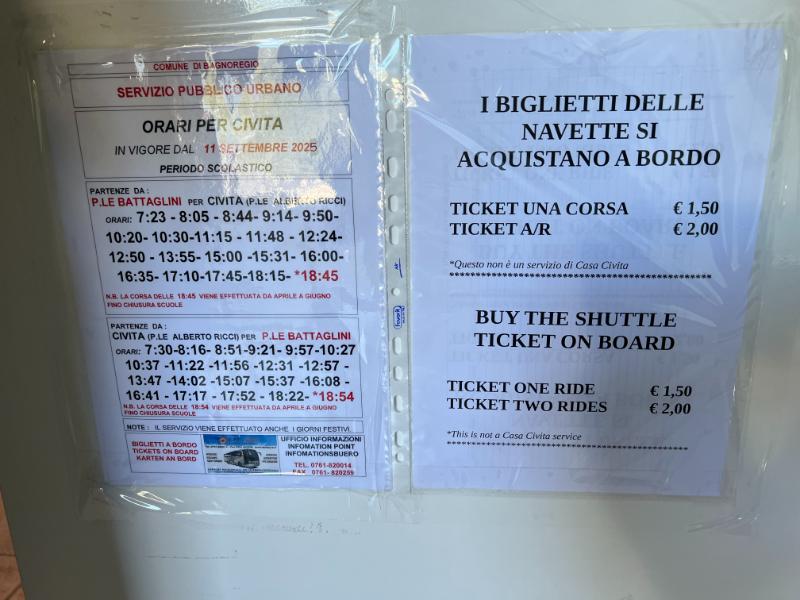 COMUNE DI BAGNOREGIO
SERVIZIO PUBBLICO URBANO
ORARI PER CIVITA
IN VIGORE DAL 11 SETTEMBRE 2025
PERIODO SCOLASTICO
PARTENZE DA :
P.LE BATTAGLINI PER CIVITA (P.LE ALBERTO RICCI)
ORARI: 7:23 - 8:05 - 8:44- 9:14- 9:50-
10:20- 10:30-11:15 - 11:48 - 12:24-
12:50 - 13:55- 15:00 -15:31- 16:00-
16:35- 17:10-17:45-18:15- *18:45
N.B. LA CORSA DELLE 18:45 VIENE EFFETTUATA DA APRILE A GIUGNO
FINO CHIUSURA SCUOLE
PARTENZE DA :
CIVITA (P.LE ALBERTO RICCI) PER P.LE BATTAGLINI
ORARI: 7:30-8:16- 8:51-9:21- 9:57-10:27
10:37 -11:22 -11:56 -12:31 -12:57 -
13:47 -14:02 -15:07 -15:37 -16:08 -
16:41 - 17:17 - 17:52 - 18:22- *18:54
N.B. LA CORSA DELLE 18:54 VIENE EFFETTUATA DA APRILE A GIUGNO
FINO CHIUSURA SCUOLE
NOTE : IL SERVIZIO VIENE EFFETTUATO ANCHE I GIORNI FESTIVI.
BIGLIETTI A BORDO
TICKETS ON BOARD
KARTEN AN BORD
UFFICIO INFORMAZIONI
INFOMATION POINT
INFOMATIONSBUERO
TEL. 0761-820014
FAX 0761- 820259
I BIGLIETTI DELLE
NAVETTE SI
ACQUISTANO A BORDO
TICKET UNA CORSA € 1,50
TICKET A/R € 2,00
*Questo non è un servizio di Casa Civita
BUY THE SHUTTLE
TICKET ON BOARD
TICKET ONE RIDE € 1,50
TICKET TWO RIDES € 2,00
*This is not a Casa Civita service